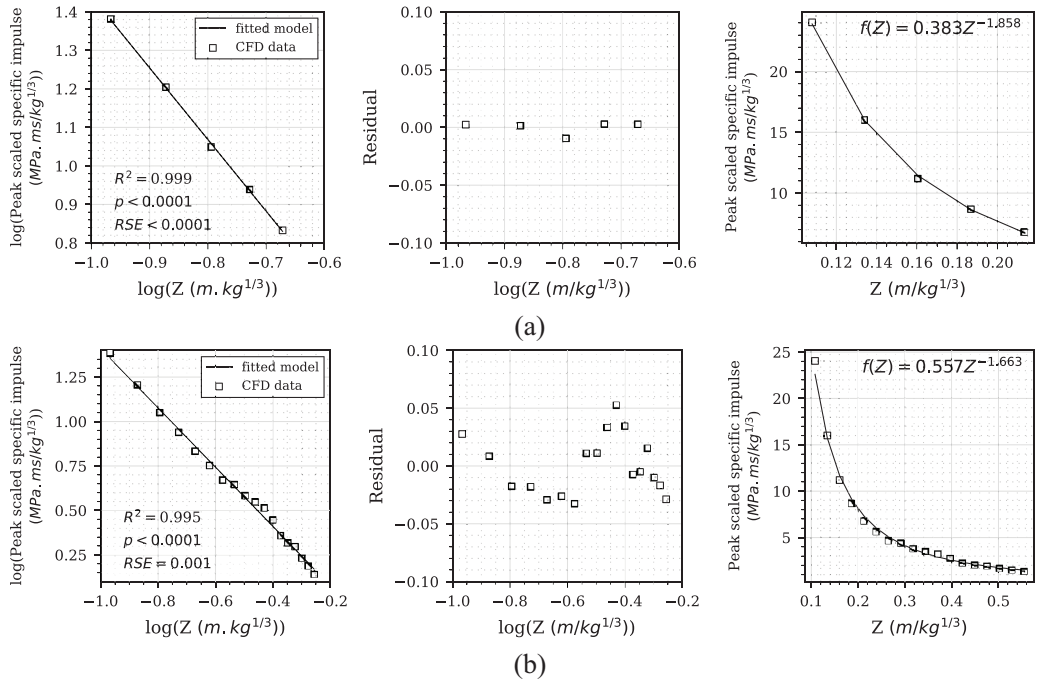 log(Peak scaled specific impulse
(MPa.ms/kg^{1/3}))
1.4
1.3
1.2
1.1
1.0
0.9
0.8
fitted model
CFD data
R² = 0.999
p < 0.0001
RSE < 0.0001
−1.0 −0.9 −0.8 −0.7 −0.6
log(Z (m.kg^{1/3}))
Residual
0.10
0.05
0.00
−0.05
−0.10
−1.0 −0.9 −0.8 −0.7 −0.6
log(Z (m/kg^{1/3}))
Peak scaled specific impulse
(MPa.ms/kg^{1/3})
f(Z) = 0.383Z^{−1.858}
20
15
10
0.12 0.14 0.16 0.18 0.20
Z (m/kg^{1/3})
(a)
log(Peak scaled specific impulse
(MPa.ms/kg^{1/3}))
1.25
1.00
0.75
0.50
0.25
fitted model
CFD data
R² = 0.995
p < 0.0001
RSE = 0.001
−1.0 −0.8 −0.6 −0.4 −0.2
log(Z (m.kg^{1/3}))
Residual
0.10
0.05
0.00
−0.05
−0.10
−1.0 −0.8 −0.6 −0.4 −0.2
log(Z (m/kg^{1/3}))
Peak scaled specific impulse
(MPa.ms/kg^{1/3})
f(Z) = 0.557Z^{−1.663}
25
20
15
10
5
0.1 0.2 0.3 0.4 0.5
Z (m/kg^{1/3})
(b)